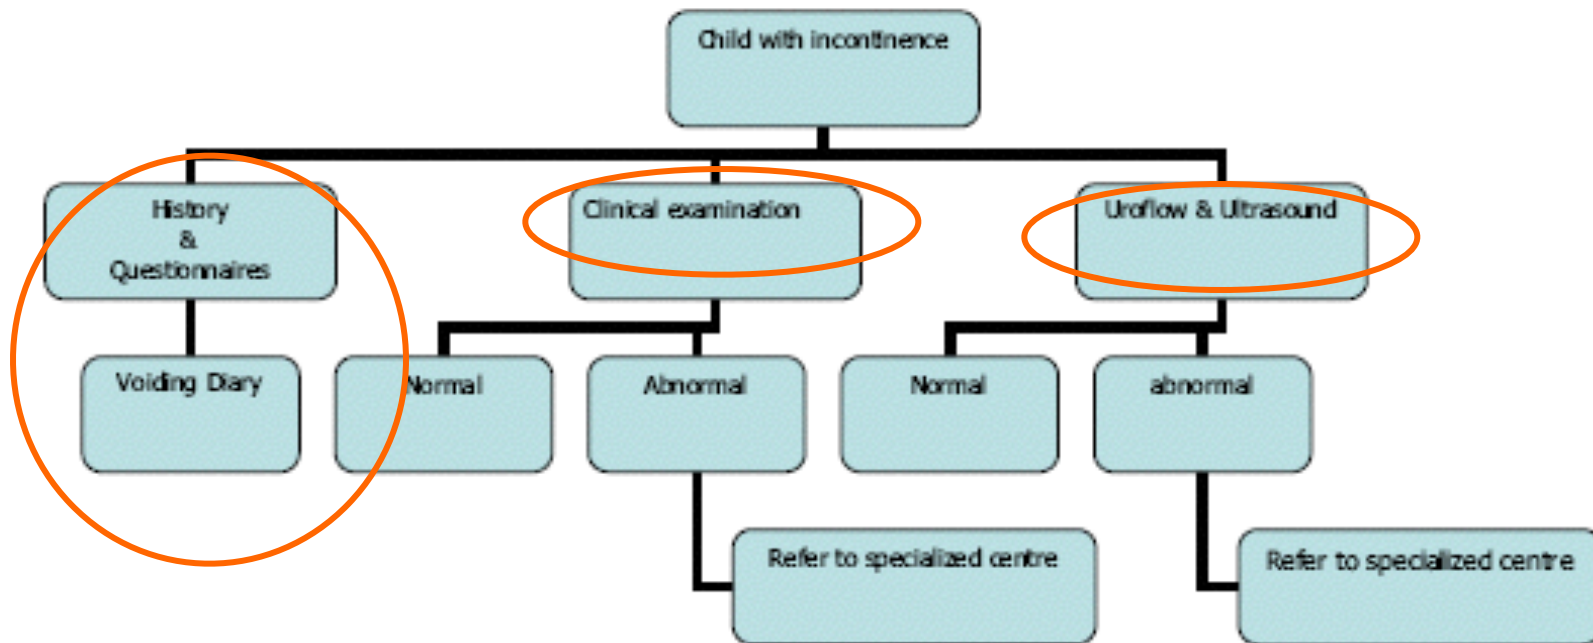 Child with incontinence
History
&
Questionnaires
Clinical examination
Uroflow & Ultrasound
Voiding Diary
Normal
Abnormal
Normal
abnormal
Refer to specialized centre
Refer to specialized centre